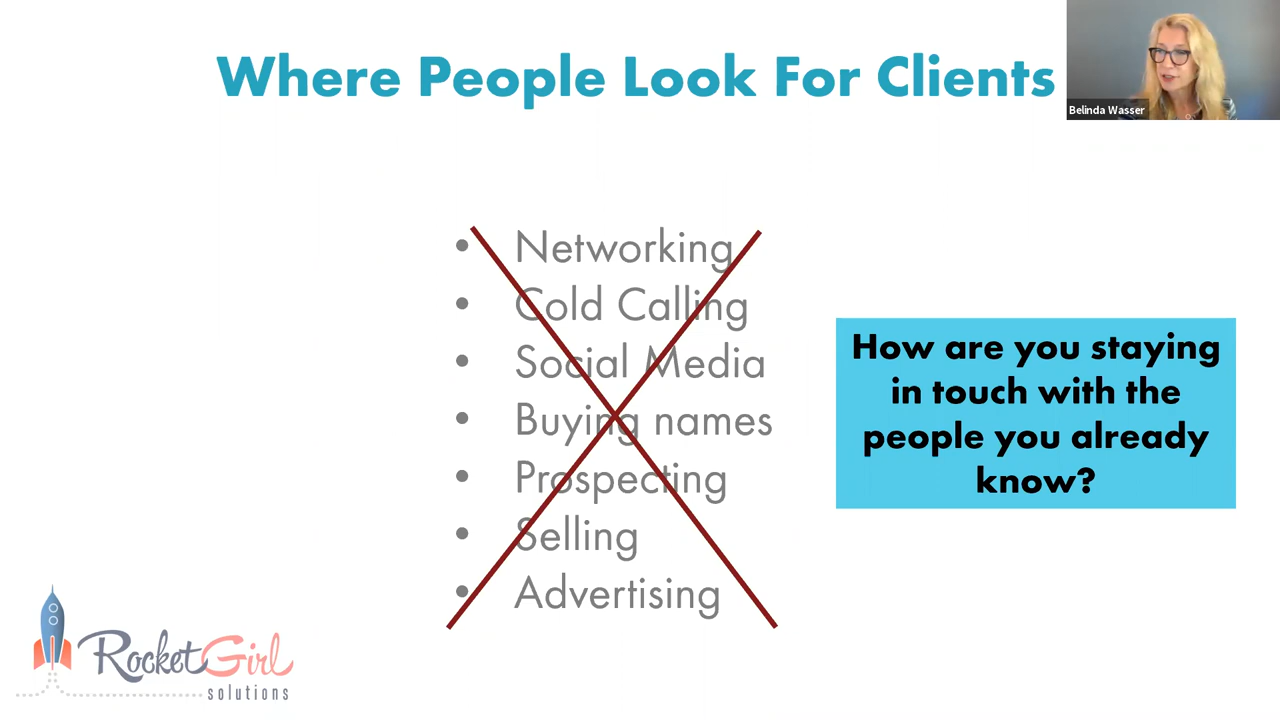 Where People Look For Clients
Belinda Wasser
• Networking
• Cold Calling
• Social Media
• Buying names
• Prospecting
• Selling
• Advertising
How are you staying
in touch with the
people you already
know?
RocketGirl
solutions